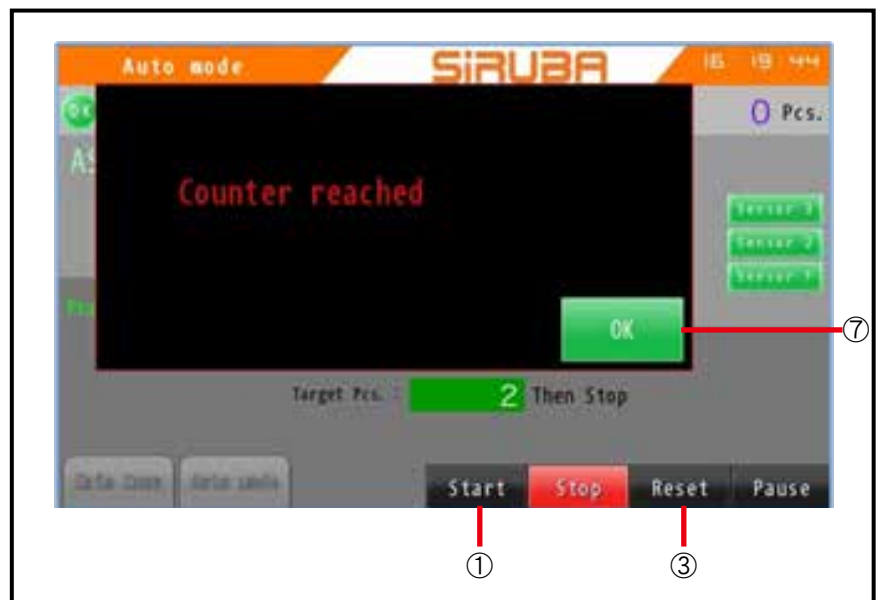 Auto mode
SiRUBA
16 19 44
OK
0 Pcs.
AS
Counter reached
Sensor 3
Sensor 2
Sensor 1
OK
⑦
Target Pcs. :
2
Then Stop
Start
Stop
Reset
Pause
①
③